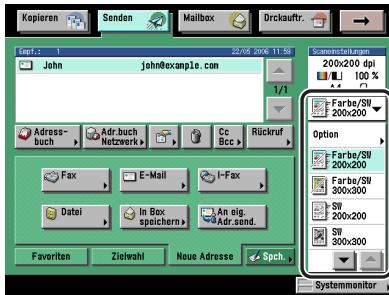 Kopieren
Senden
Mailbox
Drckauftr.
Empf.: 1
22/05 2006 11:59
John
john@example.com
1/1
Adress-
buch
Adr.buch
Netzwerk
Cc
Bcc
Rückruf
Fax
E-Mail
I-Fax
Datei
In Box
speichern
An eig.
Adr.send.
Favoriten
Zielwahl
Neue Adresse
Spch.
Scaneinstellungen
200x200 dpi
100 %
Farbe/SW
200x200
Option
Farbe/SW
200x200
Farbe/SW
300x300
SW
200x200
SW
300x300
Systemmonitor